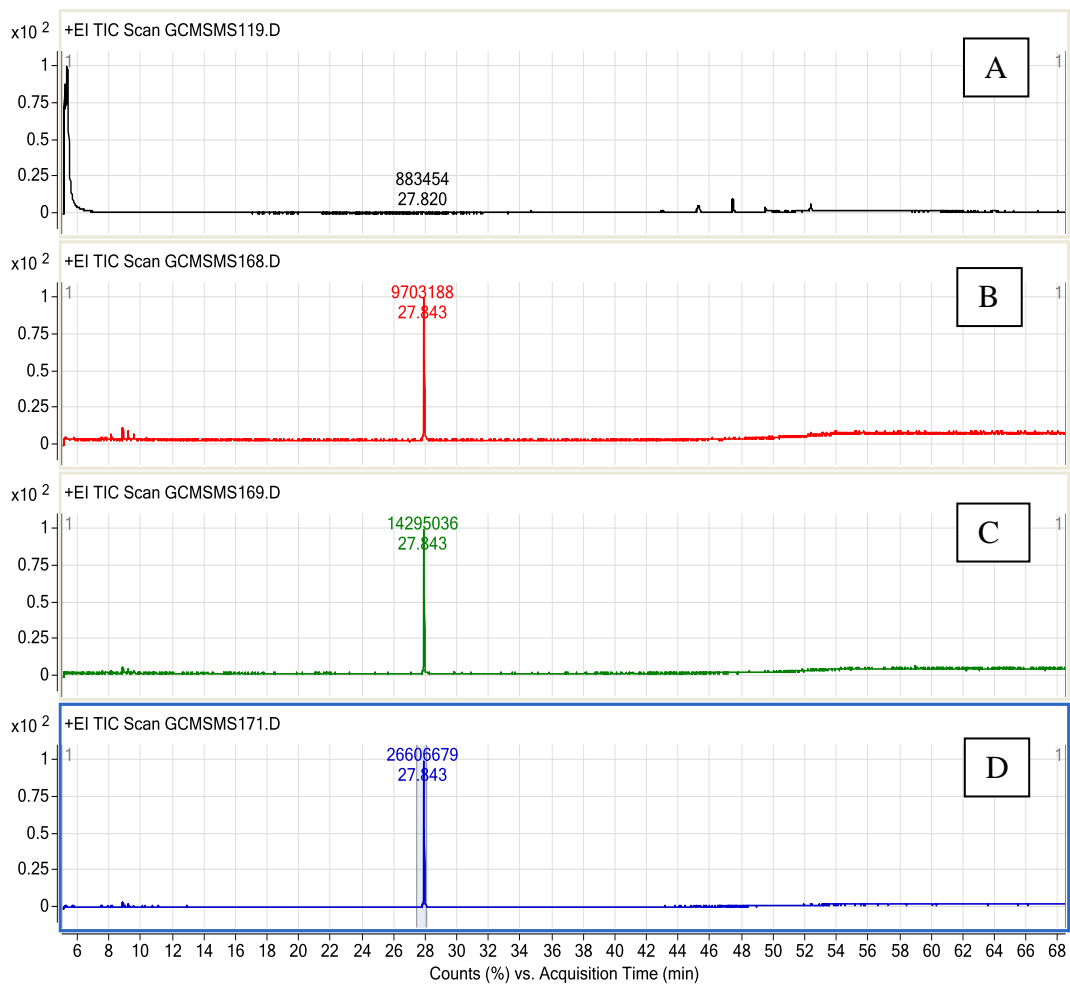 +EI TIC Scan GCMSMS119.D
x10 2
1
0.75
0.5
0.25
0
1
1
A
883454
27.820
+EI TIC Scan GCMSMS168.D
x10 2
1
0.75
0.5
0.25
0
1
1
B
9703188
27.843
+EI TIC Scan GCMSMS169.D
x10 2
1
0.75
0.5
0.25
0
1
1
C
14295036
27.843
+EI TIC Scan GCMSMS171.D
x10 2
1
0.75
0.5
0.25
0
1
1
D
26606679
27.843
6 8 10 12 14 16 18 20 22 24 26 28 30 32 34 36 38 40 42 44 46 48 50 52 54 56 58 60 62 64 66 68
Counts (%) vs. Acquisition Time (min)